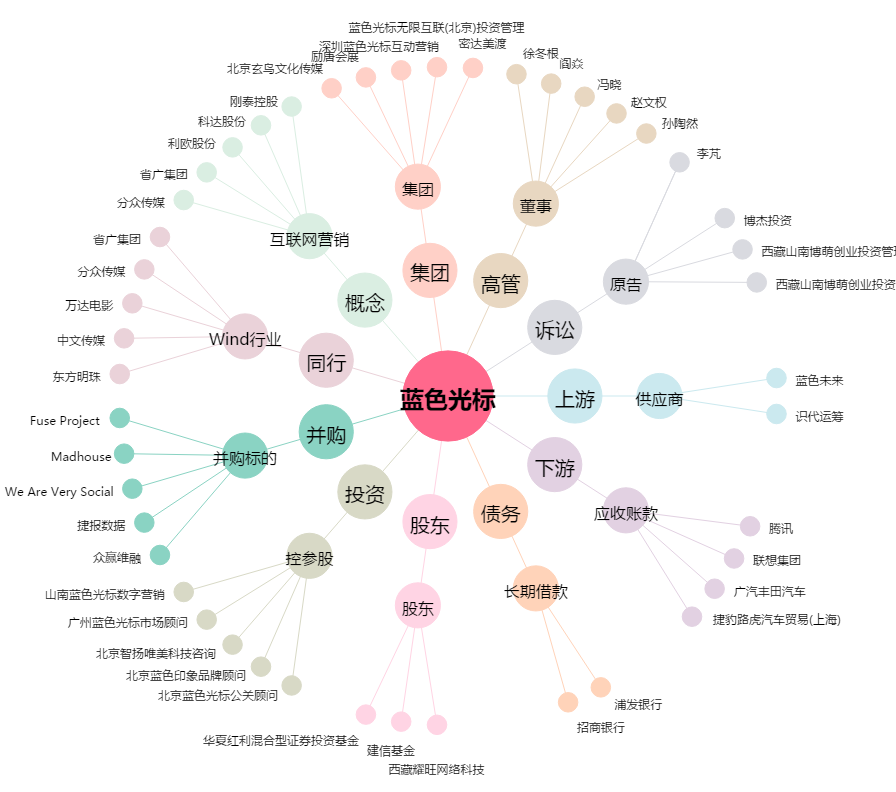 蓝色光标无限互联(北京)投资管理
深圳蓝色光标互动营销
密达美渡
励唐会展
北京玄鸟文化传媒
徐冬根
阎焱
冯晓
赵文权
孙陶然
李芃
刚泰控股
科达股份
利欧股份
省广集团
分众传媒
集团
董事
互联网营销
集团
高管
概念
原告
博杰投资
西藏山南博萌创业投资管理
西藏山南博萌创业投资
诉讼
省广集团
分众传媒
万达电影
中文传媒
东方明珠
Wind行业
同行
蓝色光标
上游
供应商
蓝色未来
识代运筹
Fuse Project
Madhouse
We Are Very Social
捷报数据
众赢维融
并购标的
并购
下游
应收账款
腾讯
联想集团
广汽丰田汽车
捷豹路虎汽车贸易(上海)
投资
股东
债务
控参股
长期借款
股东
山南蓝色光标数字营销
广州蓝色光标市场顾问
北京智扬唯美科技咨询
北京蓝色印象品牌顾问
北京蓝色光标公关顾问
浦发银行
招商银行
华夏红利混合型证券投资基金
建信基金
西藏耀旺网络科技